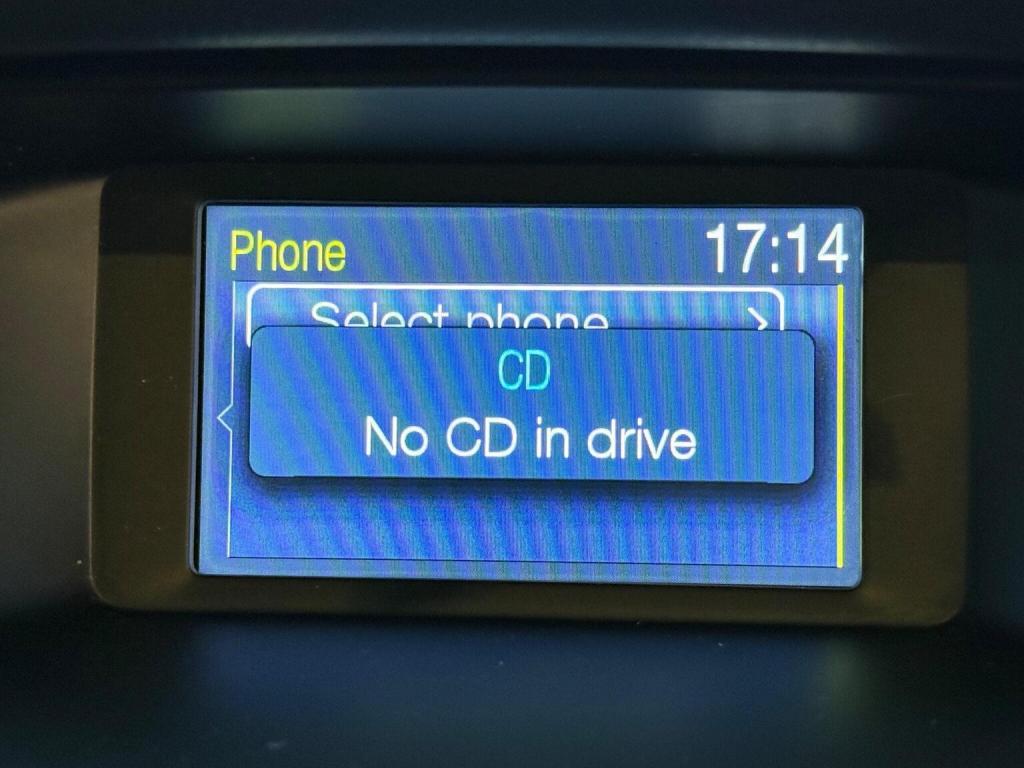 Phone 17:14
Select phone >
CD
No CD in drive